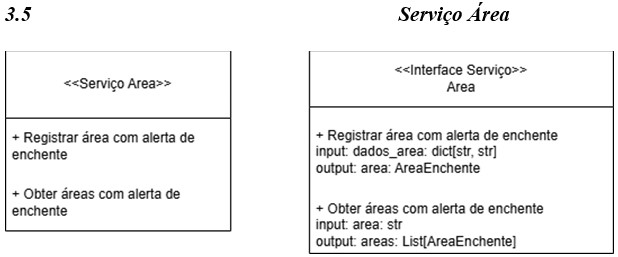 3.5 Serviço Área
<<Serviço Area>>
+ Registrar área com alerta de
enchente
+ Obter áreas com alerta de
enchente
<<Interface Serviço>>
Area
+ Registrar área com alerta de enchente
input: dados_area: dict[str, str]
output: area: AreaEnchente
+ Obter áreas com alerta de enchente
input: area: str
output: areas: List[AreaEnchente]